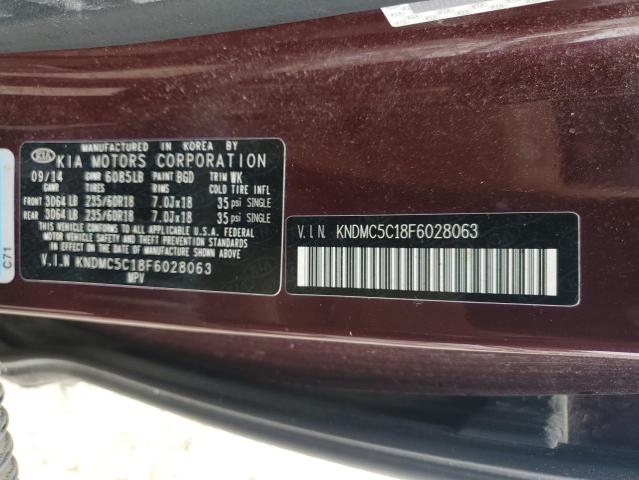 MANUFACTURED IN KOREA BY
KIA KIA MOTORS CORPORATION
09/14 GVWR 6085LB PAINT BGD TRIM WK
GAWR TIRES RIMS COLD TIRE INFL
FRONT 3064 LB 235/60R18 7.0J×18 35 psi SINGLE
REAR 3064 LB 235/60R18 7.0J×18 35 psi SINGLE
THIS VEHICLE CONFORMS TO ALL APPLICABLE U.S.A. FEDERAL
MOTOR VEHICLE SAFETY, BUMPER, AND THEFT PREVENTION
STANDARDS IN EFFECT ON THE DATE OF MANUFACTURE SHOWN ABOVE.
V.I.N KNDMC5C18F6028063
MPV
V.I.N. KNDMC5C18F6028063
C71